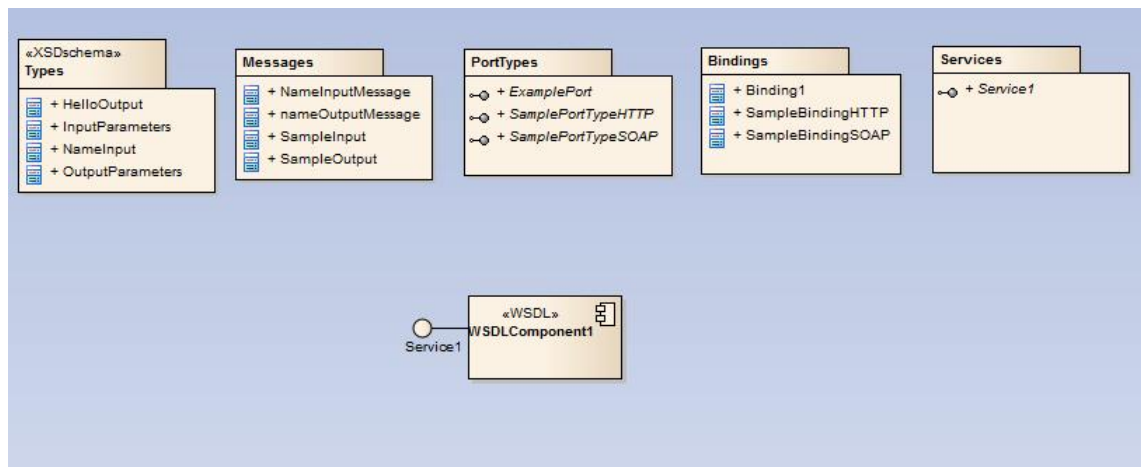 «XSDschema»
Types
+ HelloOutput
+ InputParameters
+ NameInput
+ OutputParameters
Messages
+ NameInputMessage
+ nameOutputMessage
+ SampleInput
+ SampleOutput
PortTypes
+ ExamplePort
+ SamplePortTypeHTTP
+ SamplePortTypeSOAP
Bindings
+ Binding1
+ SampleBindingHTTP
+ SampleBindingSOAP
Services
+ Service1
«WSDL»
WSDLComponent1
Service1